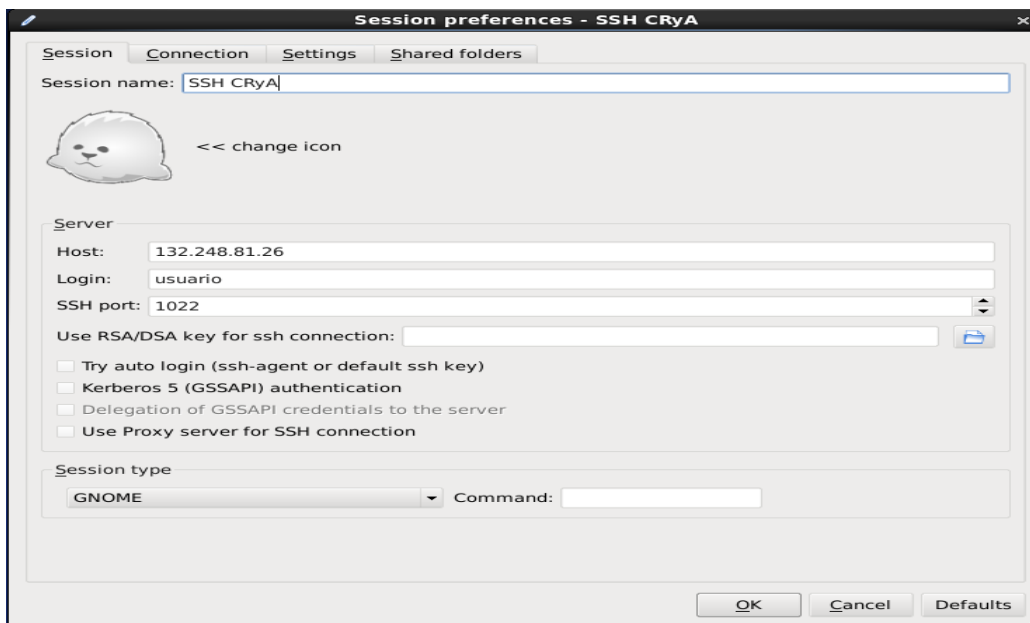 Session preferences - SSH CRyA
Session Connection Settings Shared folders
Session name: SSH CRyA
<< change icon
Server
Host: 132.248.81.26
Login: usuario
SSH port: 1022
Use RSA/DSA key for ssh connection:
Try auto login (ssh-agent or default ssh key)
Kerberos 5 (GSSAPI) authentication
Delegation of GSSAPI credentials to the server
Use Proxy server for SSH connection
Session type
GNOME Command:
OK Cancel Defaults